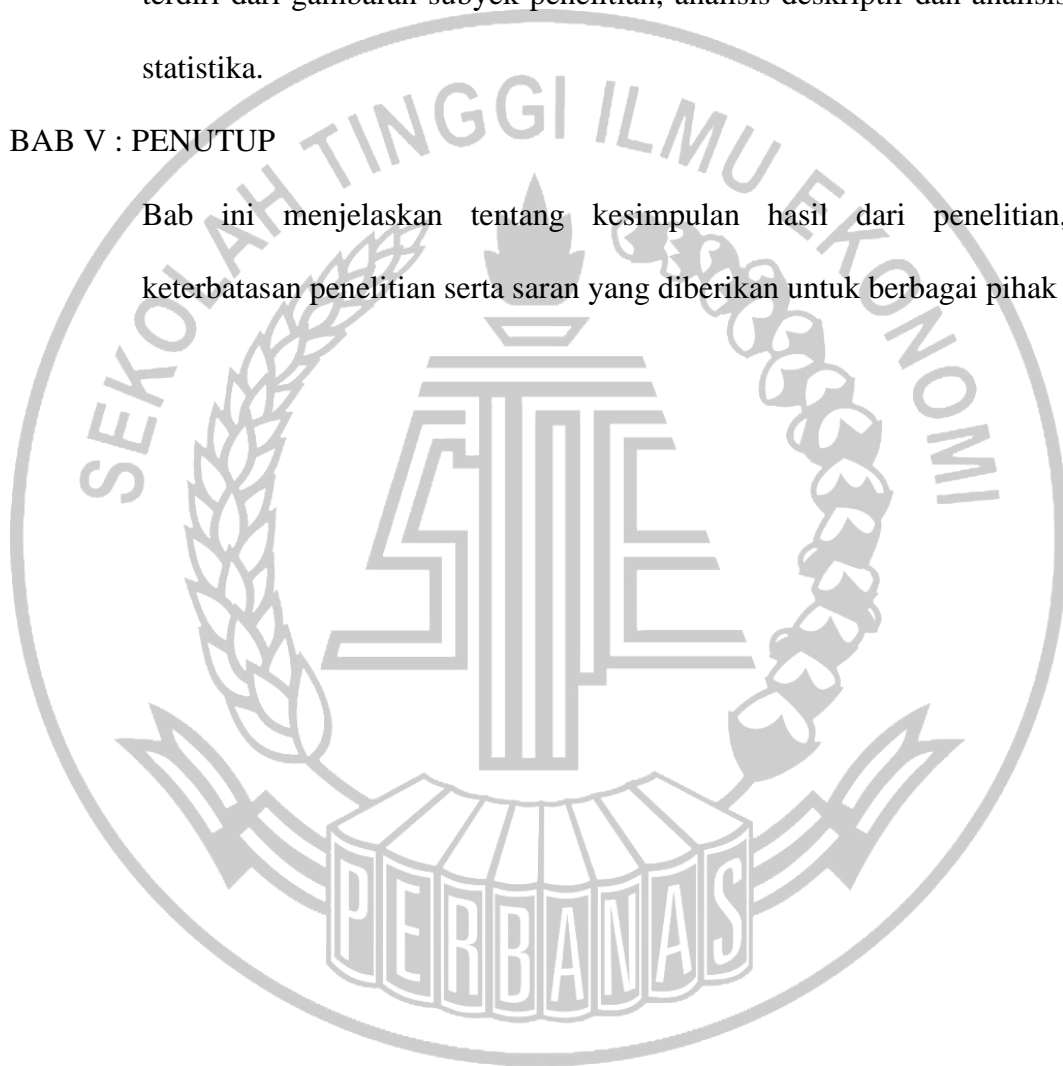 terdiri dari gambaran subyek penelitian, analisis deskriptif dan analisis
statistika.
BAB V : PENUTUP
Bab ini menjelaskan tentang kesimpulan hasil dari penelitian,
keterbatasan penelitian serta saran yang diberikan untuk berbagai pihak
SEKOLAH TINGGI ILMU EKONOMI
STIE
PERBANAS